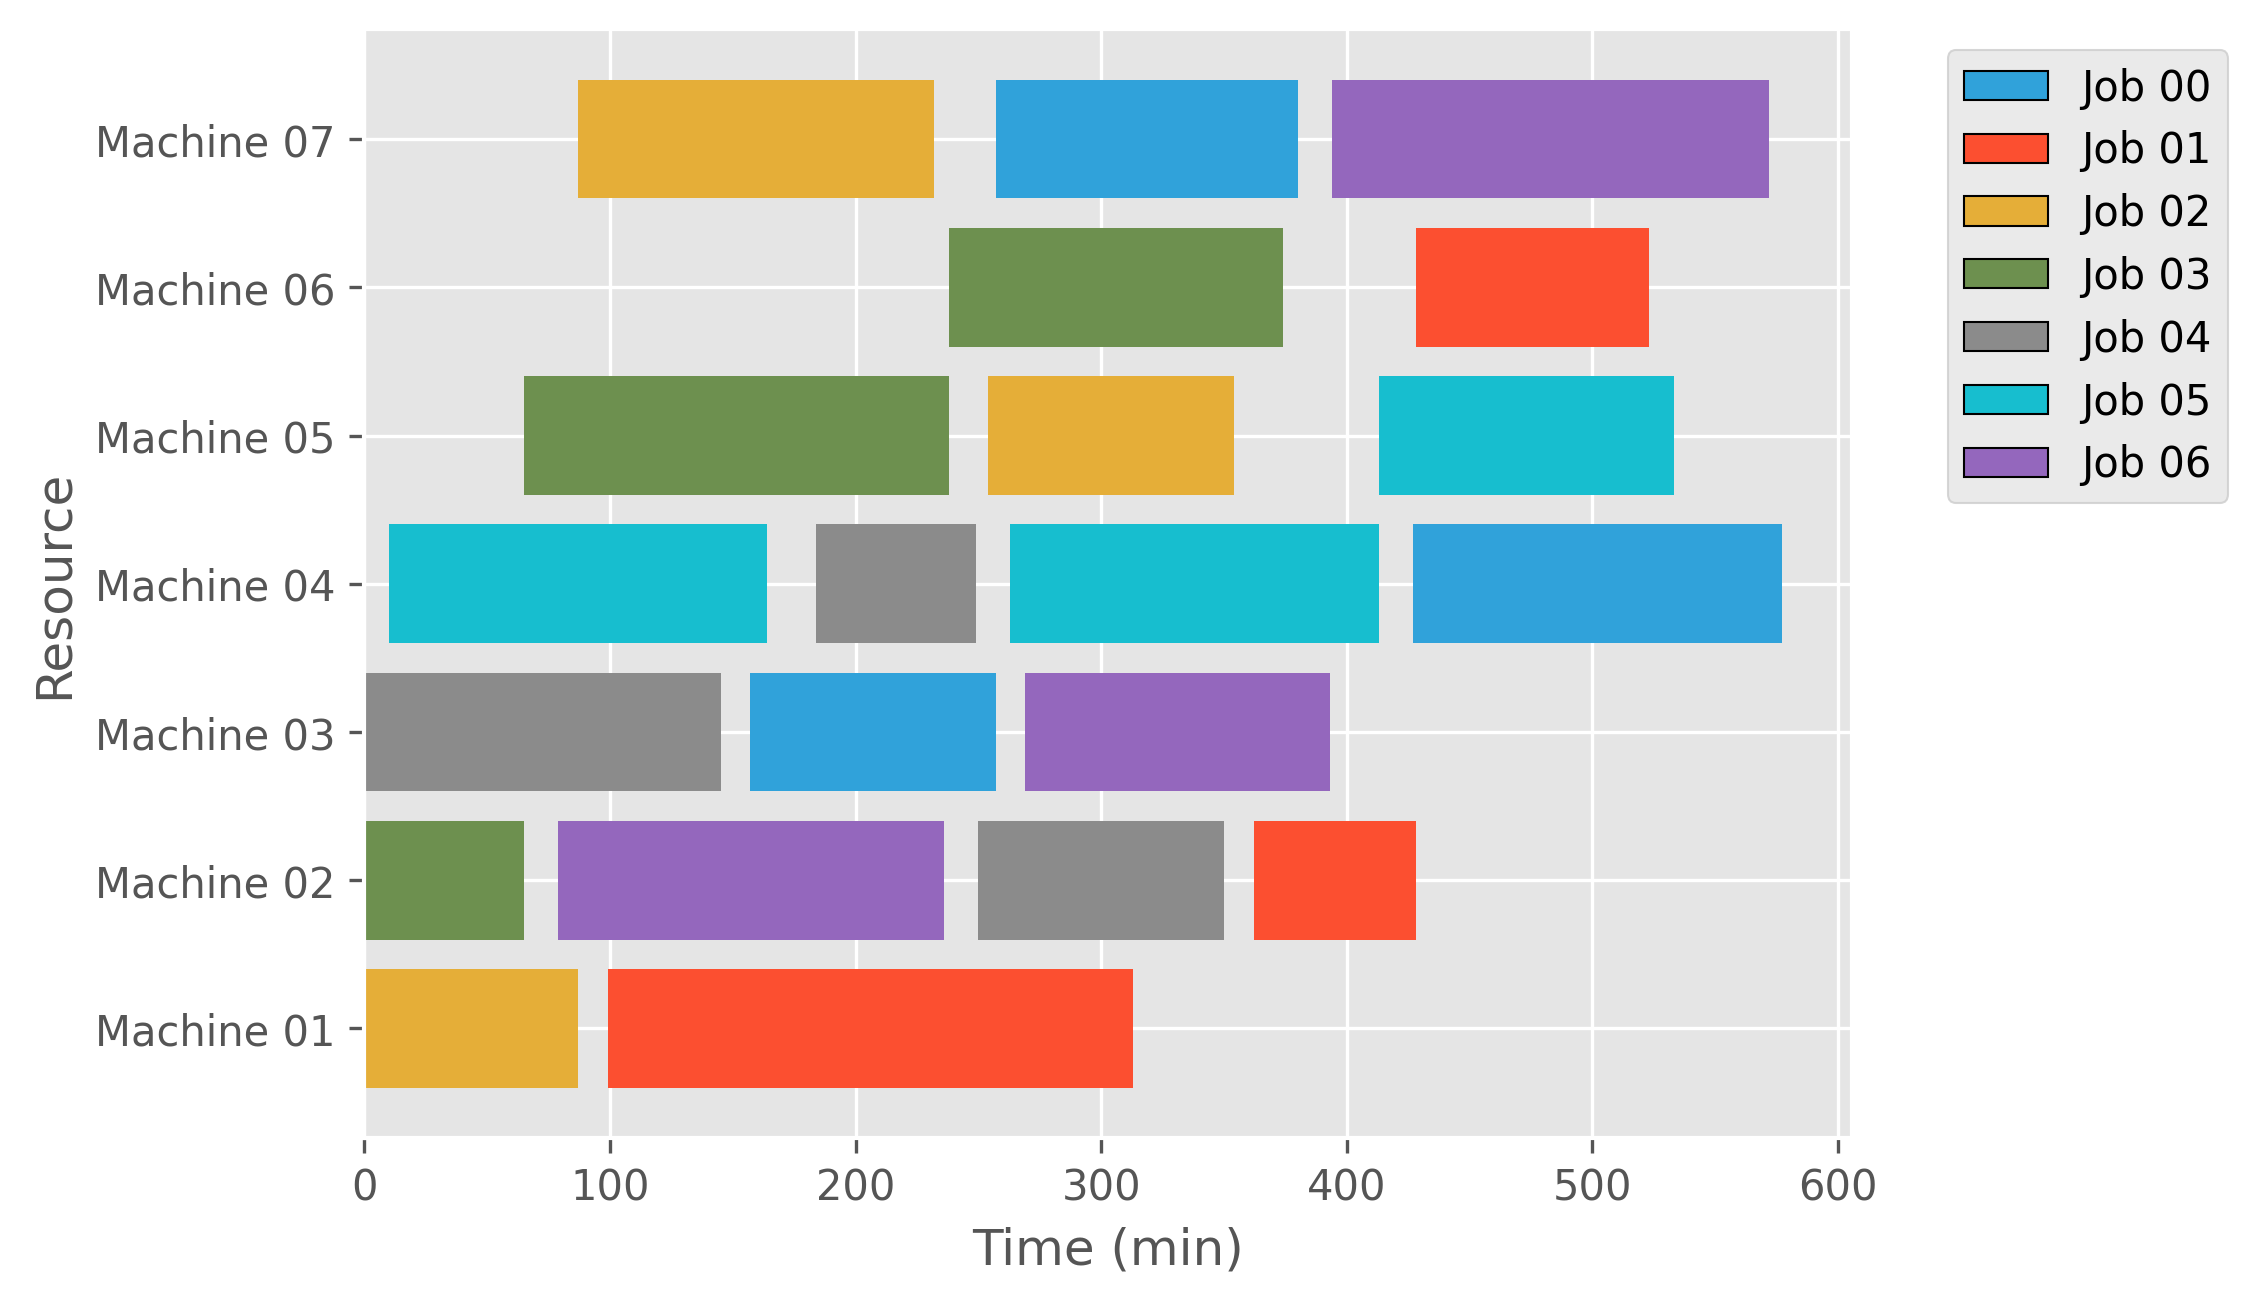 Machine 07
Machine 06
Machine 05
Machine 04
Machine 03
Machine 02
Machine 01
Resource
0 100 200 300 400 500 600
Time (min)
Job 00
Job 01
Job 02
Job 03
Job 04
Job 05
Job 06